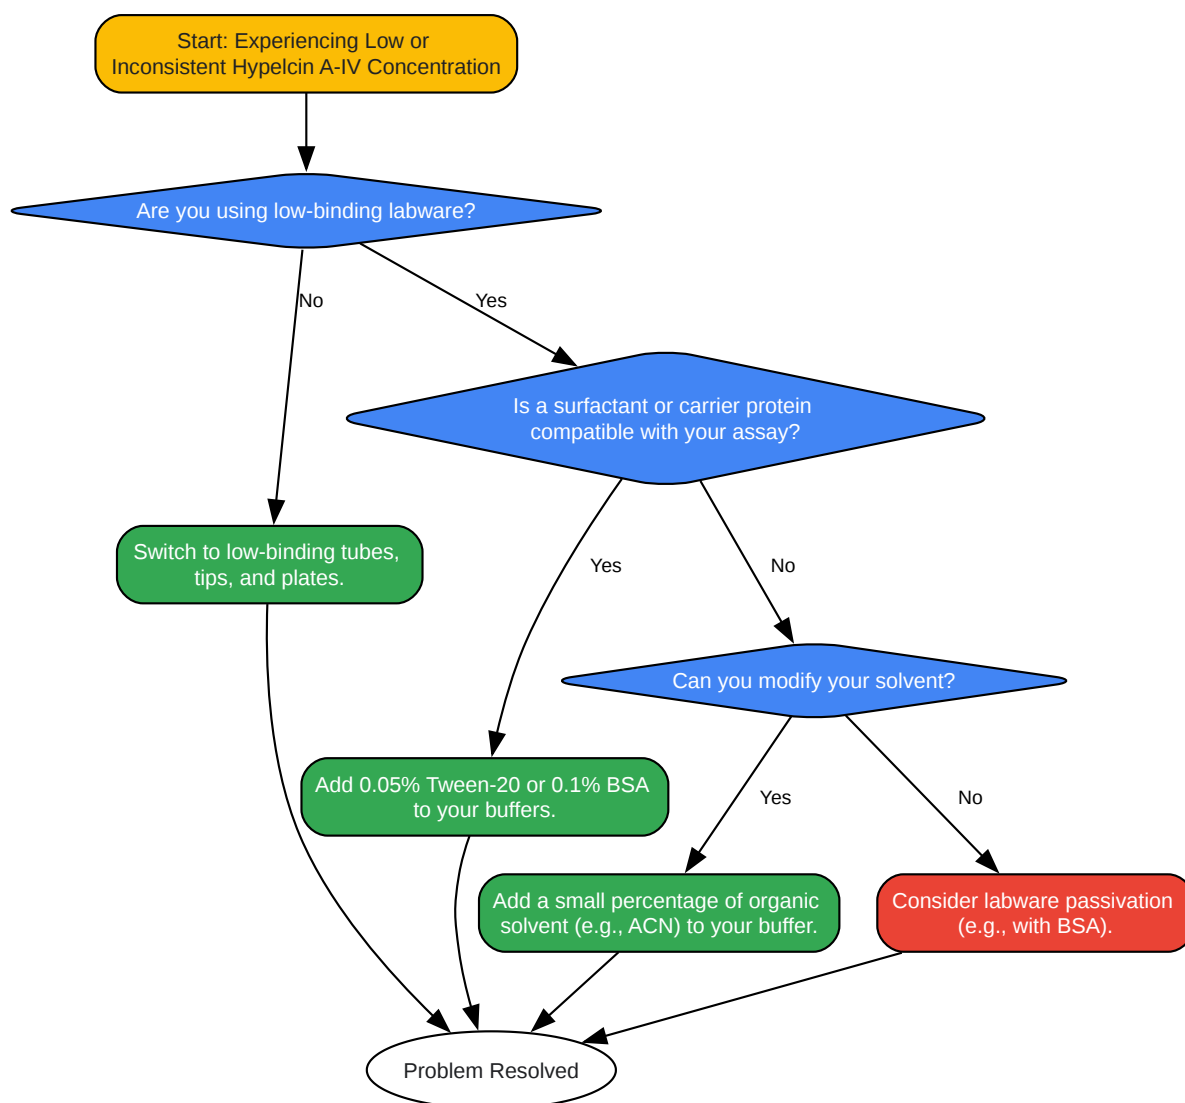 Start: Experiencing Low or
Inconsistent Hypelcin A-IV Concentration
Are you using low-binding labware?
No
Yes
Is a surfactant or carrier protein
compatible with your assay?
Switch to low-binding tubes,
tips, and plates.
Yes
No
Can you modify your solvent?
Add 0.05% Tween-20 or 0.1% BSA
to your buffers.
Yes
No
Add a small percentage of organic
solvent (e.g., ACN) to your buffer.
Consider labware passivation
(e.g., with BSA).
Problem Resolved